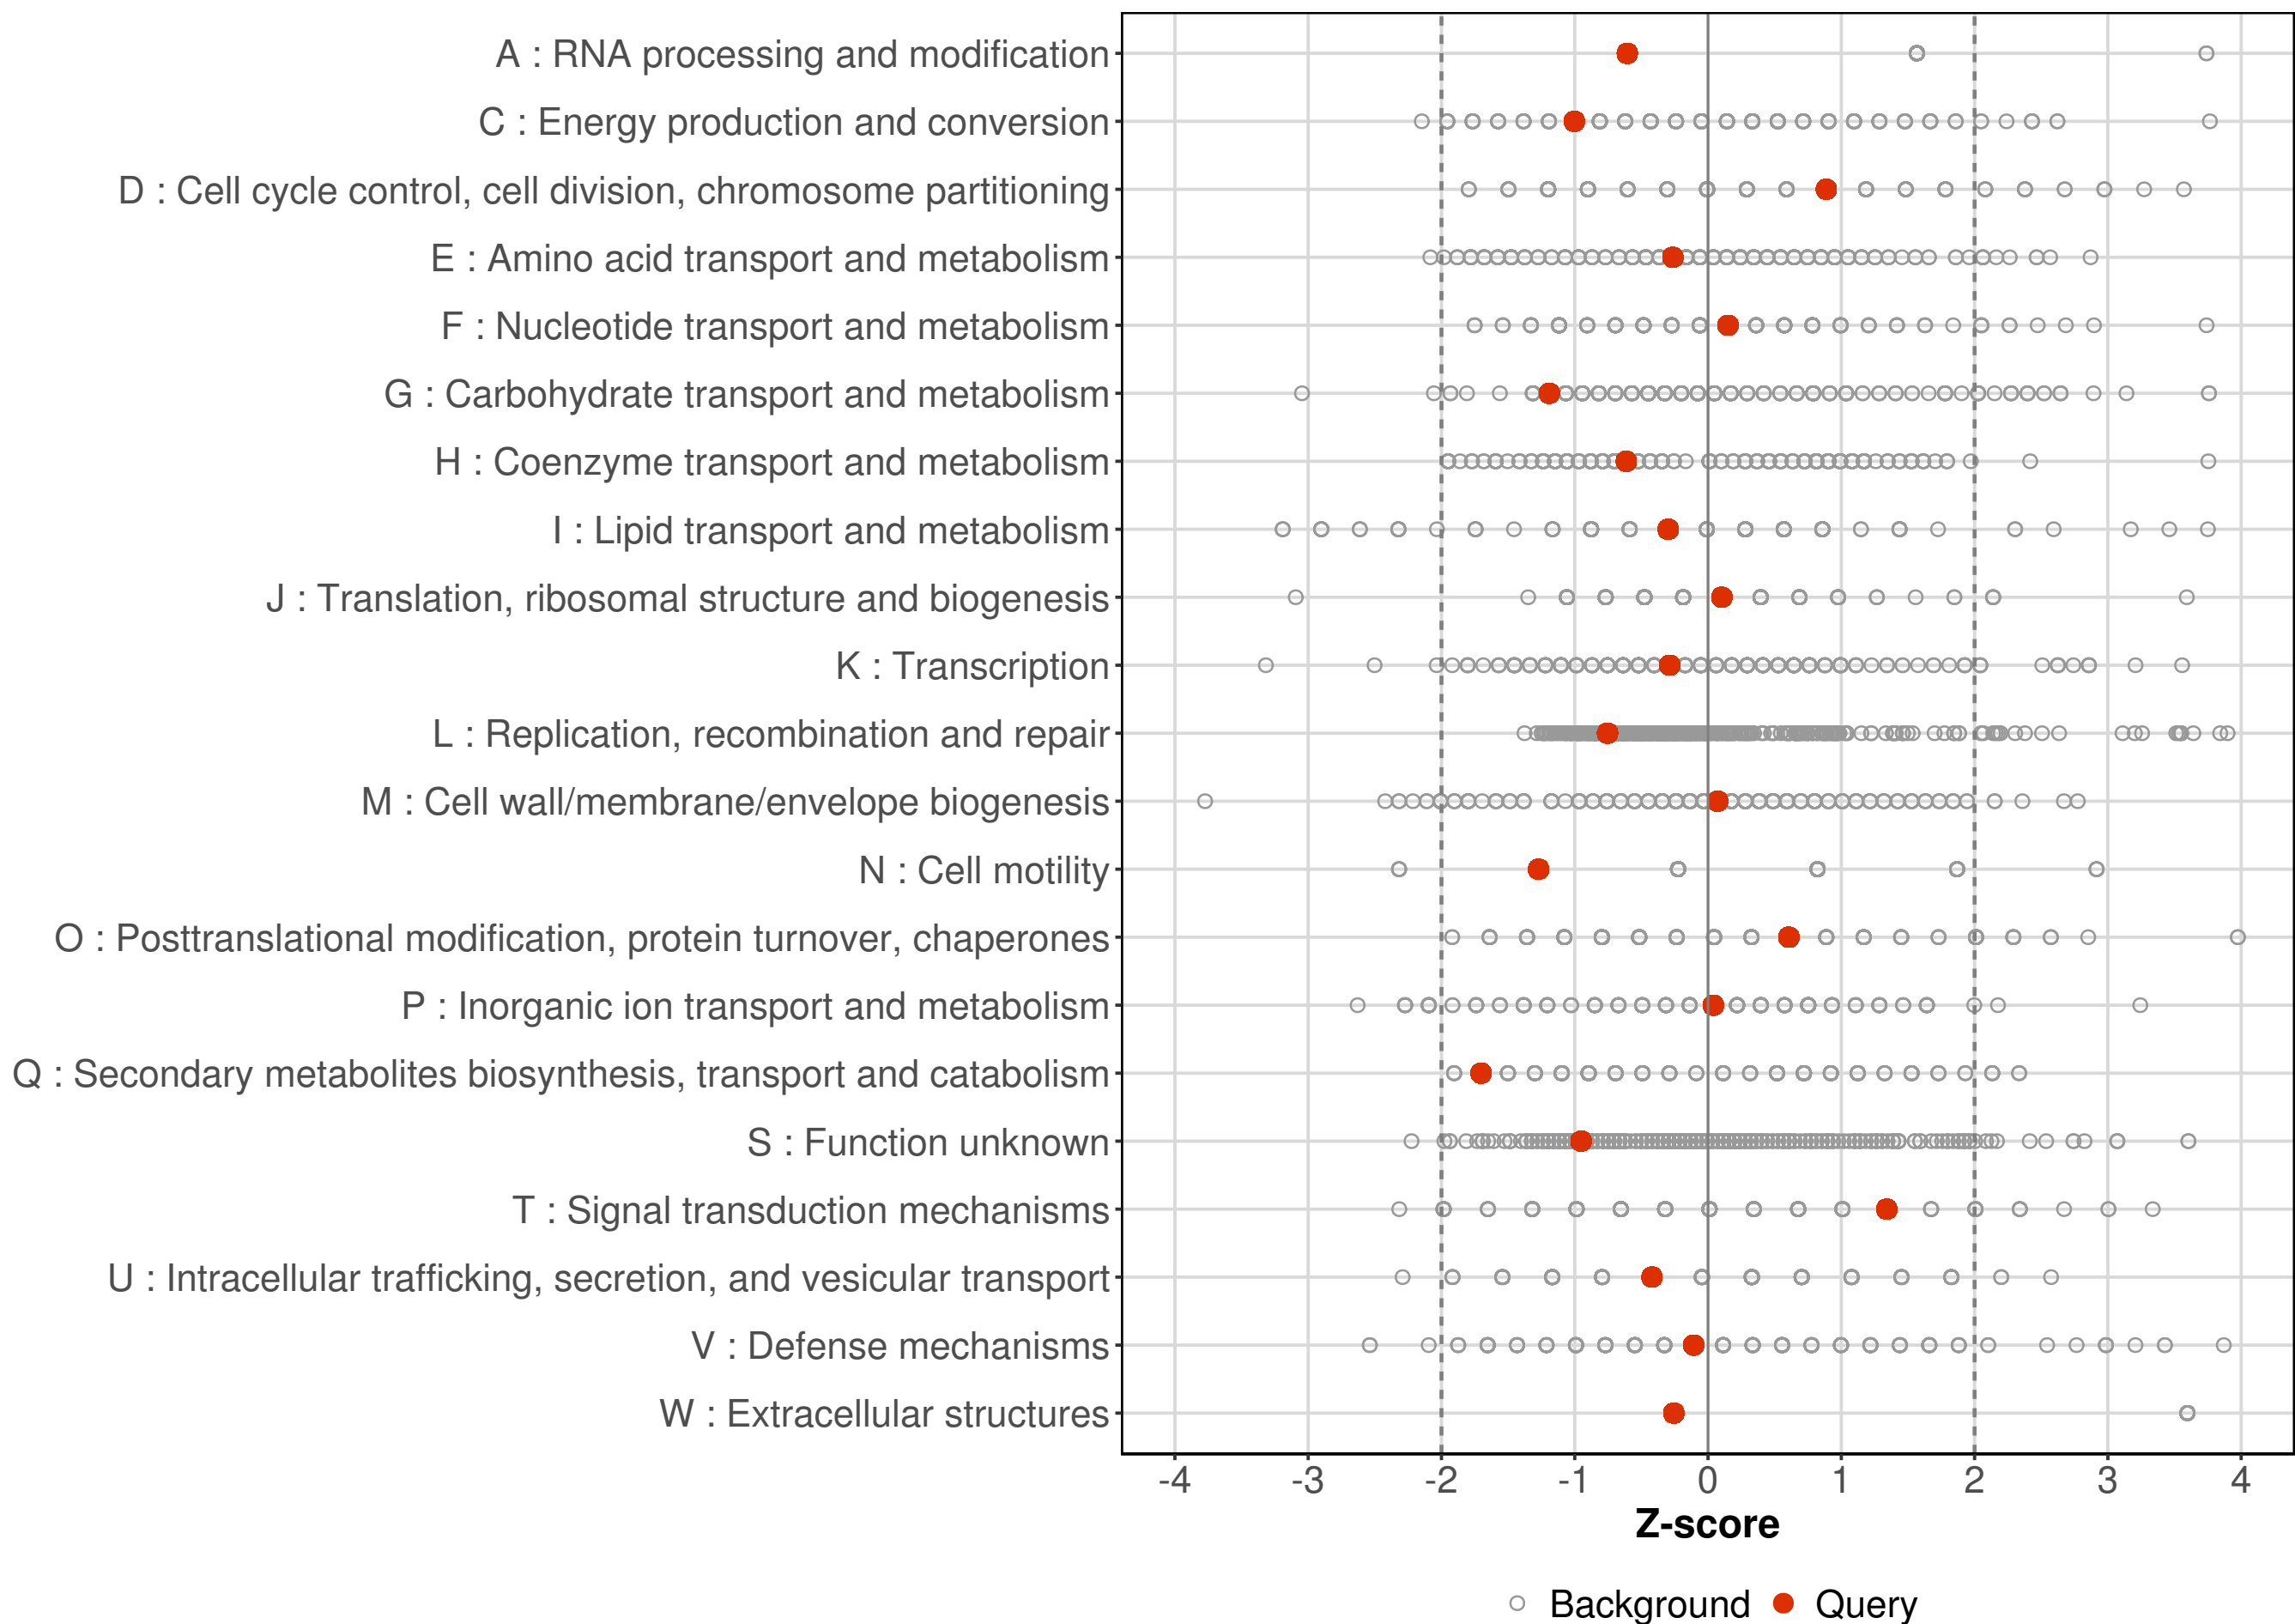 A : RNA processing and modification
C : Energy production and conversion
D : Cell cycle control, cell division, chromosome partitioning
E : Amino acid transport and metabolism
F : Nucleotide transport and metabolism
G : Carbohydrate transport and metabolism
H : Coenzyme transport and metabolism
I : Lipid transport and metabolism
J : Translation, ribosomal structure and biogenesis
K : Transcription
L : Replication, recombination and repair
M : Cell wall/membrane/envelope biogenesis
N : Cell motility
O : Posttranslational modification, protein turnover, chaperones
P : Inorganic ion transport and metabolism
Q : Secondary metabolites biosynthesis, transport and catabolism
S : Function unknown
T : Signal transduction mechanisms
U : Intracellular trafficking, secretion, and vesicular transport
V : Defense mechanisms
W : Extracellular structures
-4 -3 -2 -1 0 1 2 3 4
Z-score
Background Query